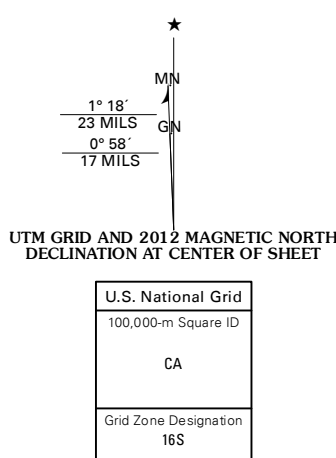 ★
MN
1° 18´
23 MILS
GN
0° 58´
17 MILS
UTM GRID AND 2012 MAGNETIC NORTH
DECLINATION AT CENTER OF SHEET
U.S. National Grid
100,000-m Square ID
CA
Grid Zone Designation
16S